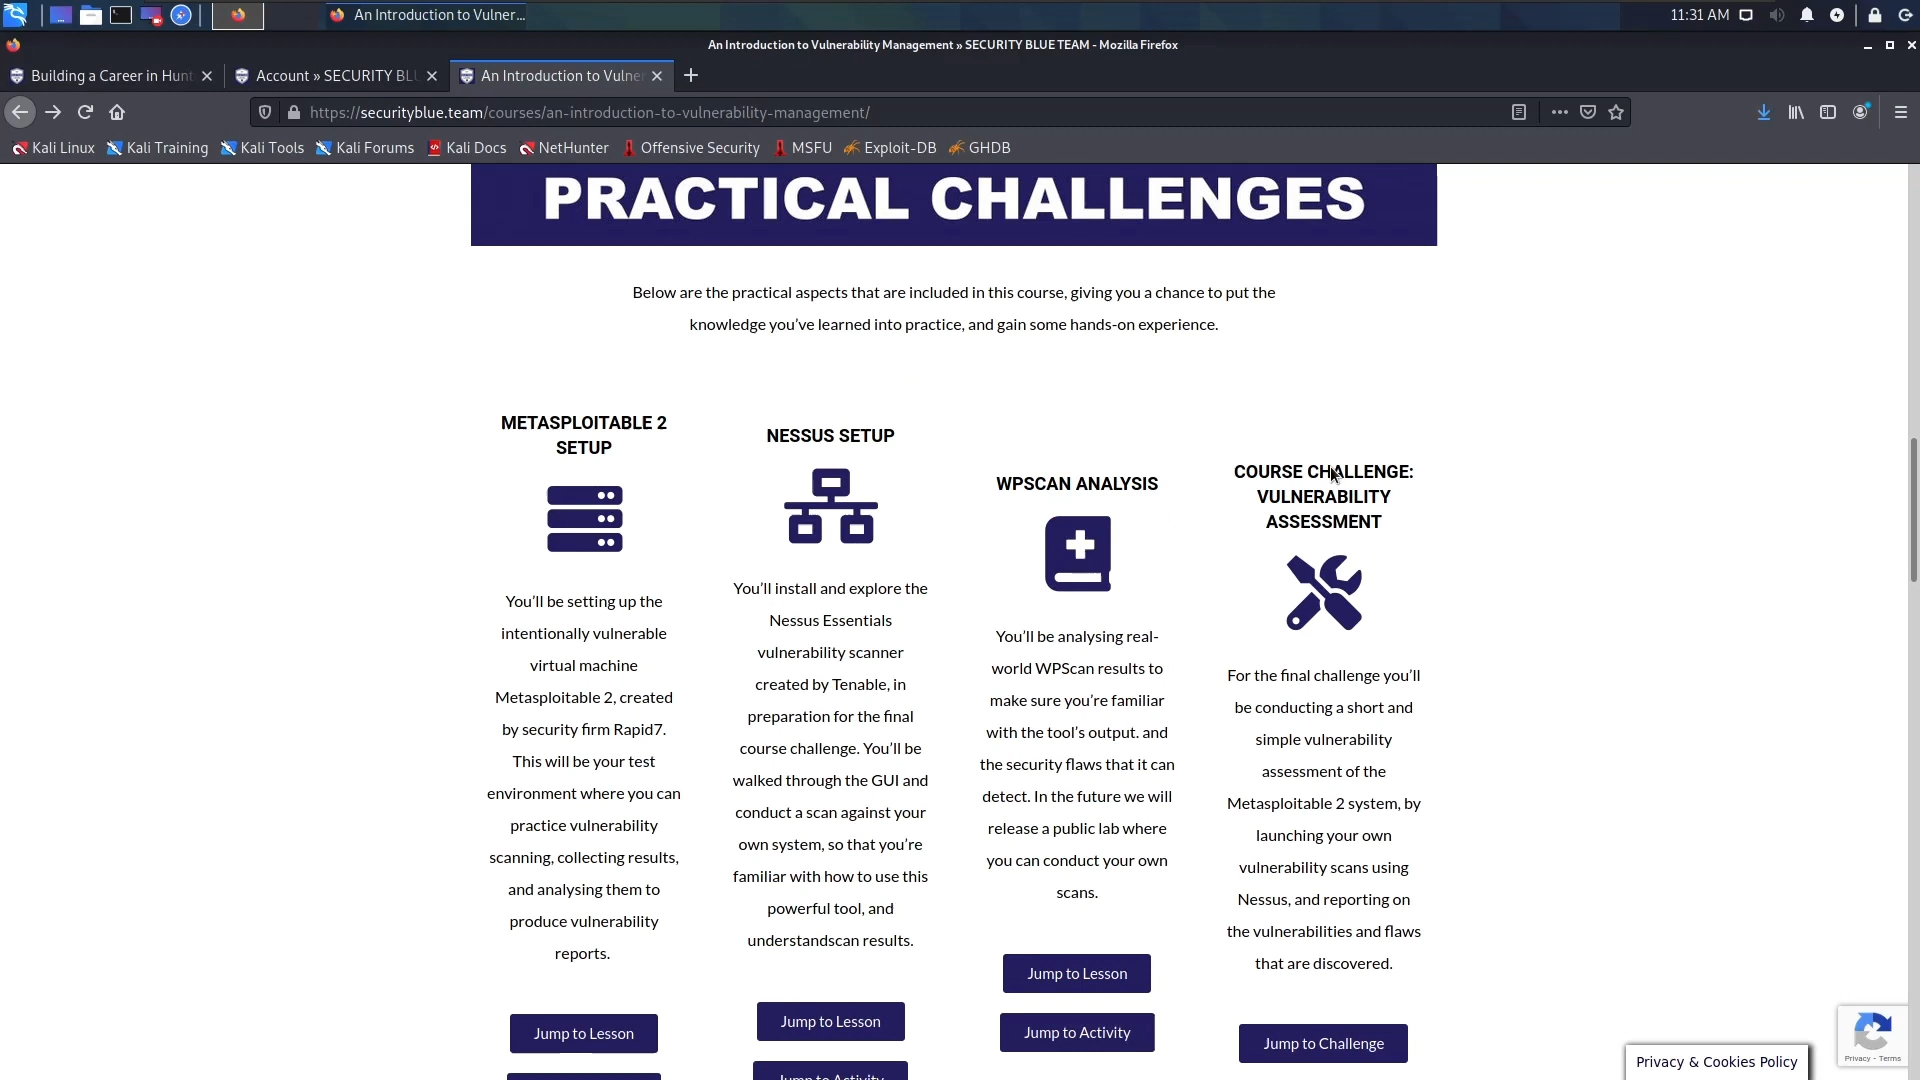 An Introduction to Vulner...
11:31 AM
An Introduction to Vulnerability Management » SECURITY BLUE TEAM - Mozilla Firefox
Building a Career in Hunt
Account » SECURITY BLU
An Introduction to Vulne
https://securityblue.team/courses/an-introduction-to-vulnerability-management/
Kali Linux
Kali Training
Kali Tools
Kali Forums
Kali Docs
NetHunter
Offensive Security
MSFU
Exploit-DB
GHDB
PRACTICAL CHALLENGES
Below are the practical aspects that are included in this course, giving you a chance to put the
knowledge you’ve learned into practice, and gain some hands-on experience.
METASPLOITABLE 2
SETUP
You’ll be setting up the
intentionally vulnerable
virtual machine
Metasploitable 2, created
by security firm Rapid7.
This will be your test
environment where you can
practice vulnerability
scanning, collecting results,
and analysing them to
produce vulnerability
reports.
Jump to Lesson
NESSUS SETUP
You’ll install and explore the
Nessus Essentials
vulnerability scanner
created by Tenable, in
preparation for the final
course challenge. You’ll be
walked through the GUI and
conduct a scan against your
own system, so that you’re
familiar with how to use this
powerful tool, and
understandscan results.
Jump to Lesson
Jump to Activity
WPSCAN ANALYSIS
You’ll be analysing real-
world WPScan results to
make sure you’re familiar
with the tool’s output. and
the security flaws that it can
detect. In the future we will
release a public lab where
you can conduct your own
scans.
Jump to Lesson
Jump to Activity
COURSE CHALLENGE:
VULNERABILITY
ASSESSMENT
For the final challenge you’ll
be conducting a short and
simple vulnerability
assessment of the
Metasploitable 2 system, by
launching your own
vulnerability scans using
Nessus, and reporting on
the vulnerabilities and flaws
that are discovered.
Jump to Challenge
Privacy - Terms
Privacy & Cookies Policy